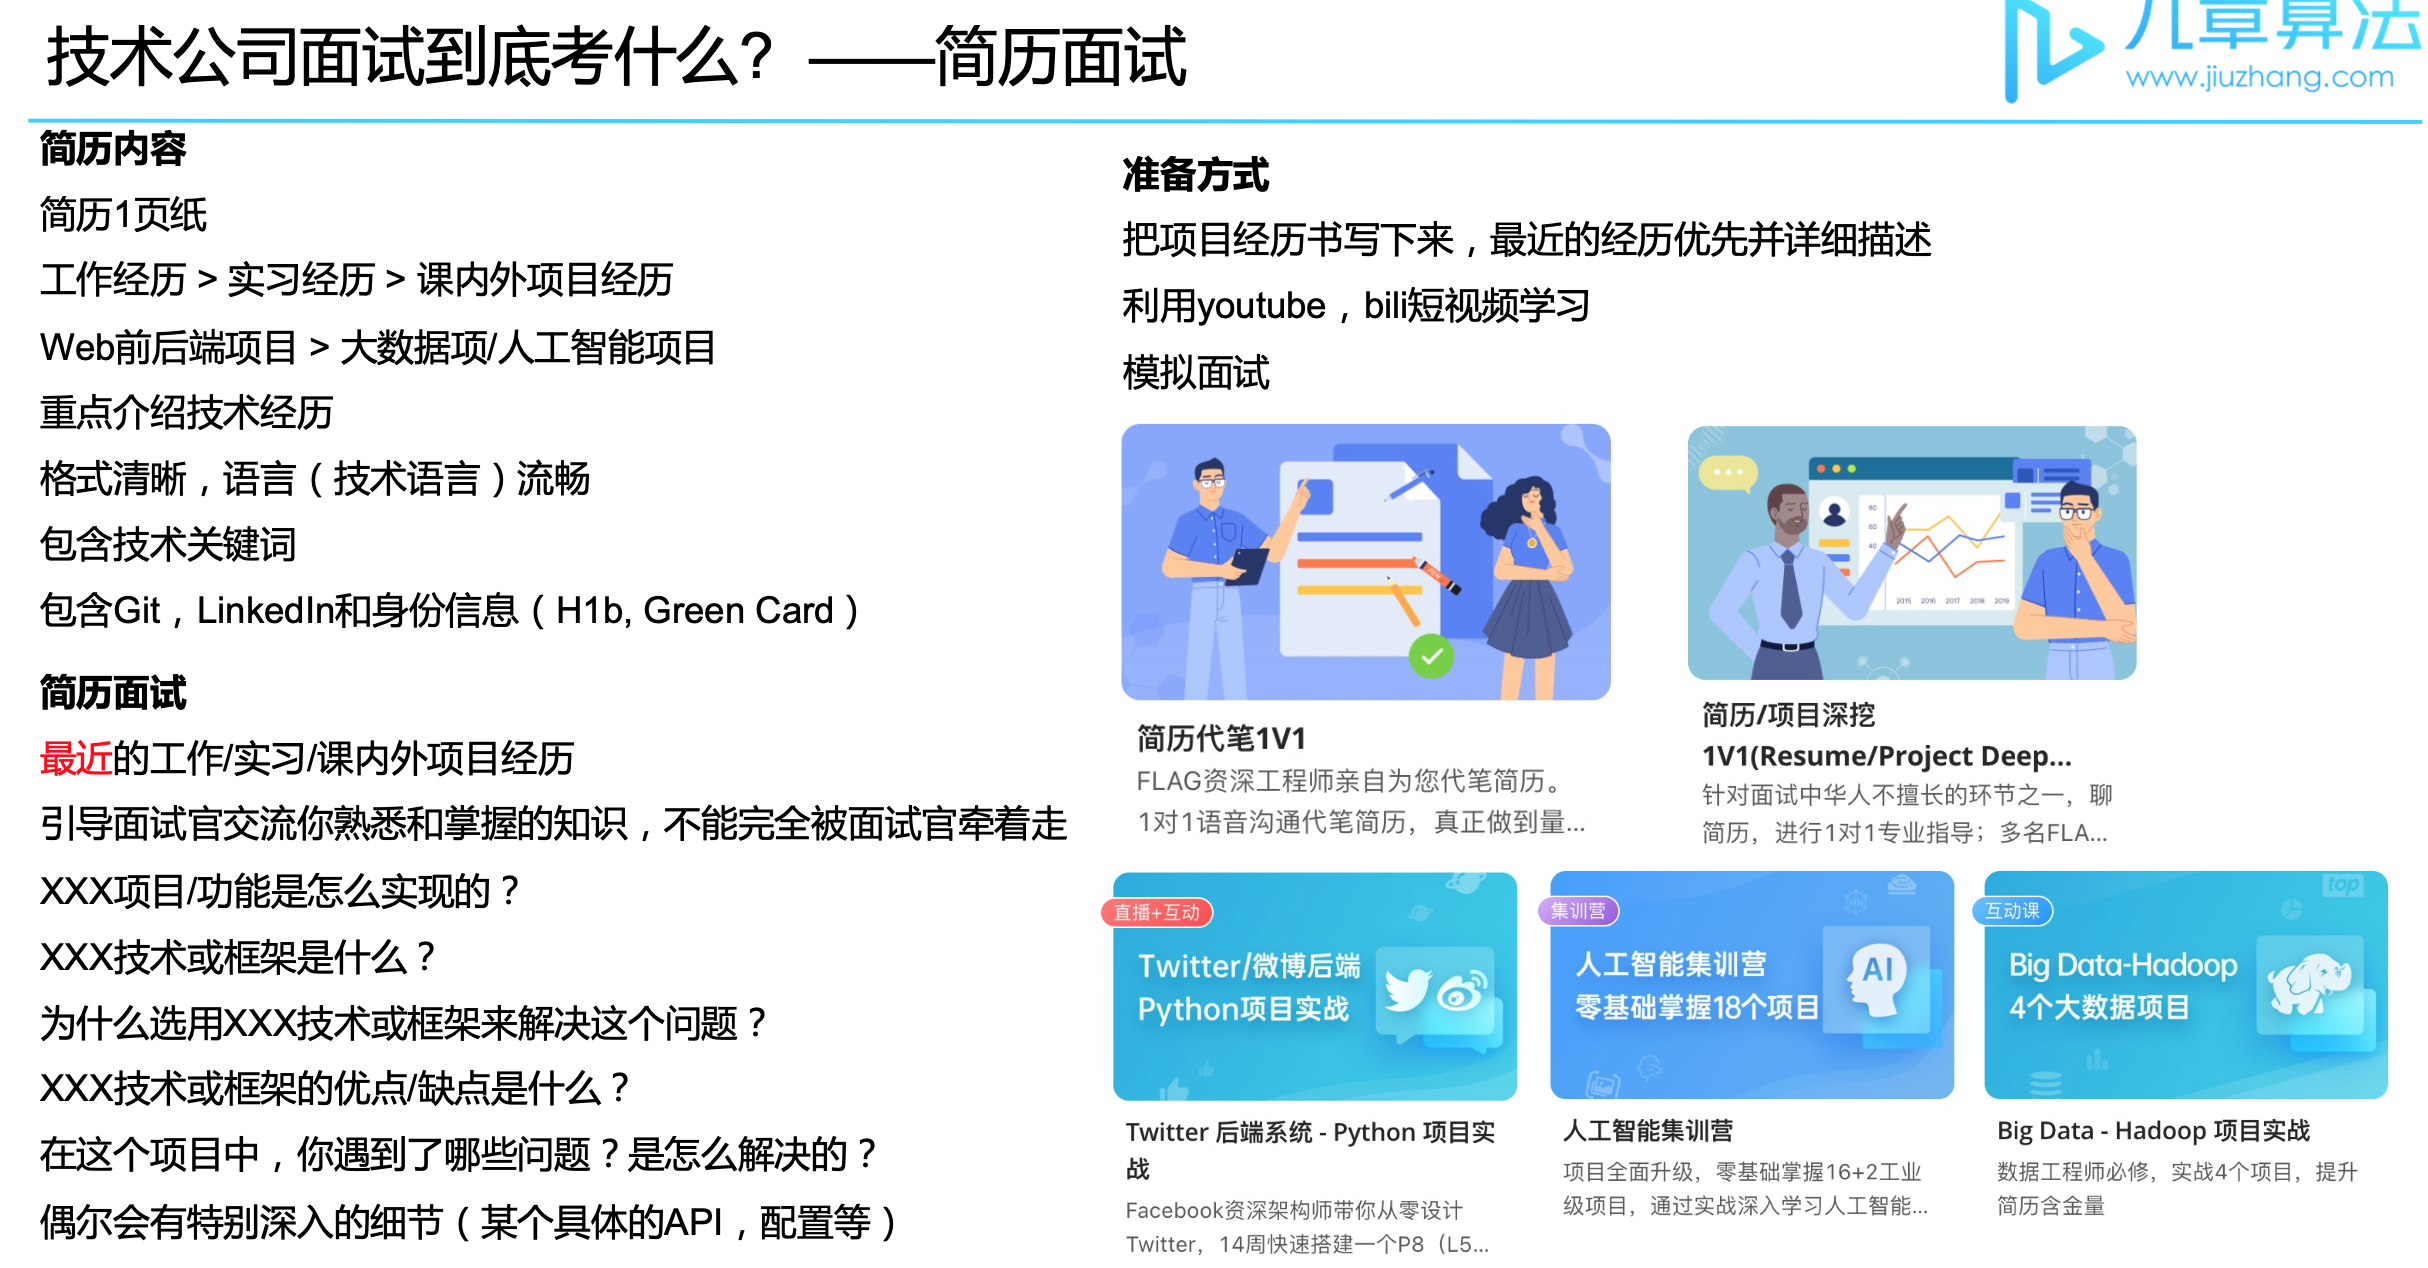 技术公司面试到底考什么？——简历面试
九章算法
www.jiuzhang.com
简历内容
简历1页纸
工作经历 > 实习经历 > 课内外项目经历
Web前后端项目 > 大数据项/人工智能项目
重点介绍技术经历
格式清晰，语言（技术语言）流畅
包含技术关键词
包含Git，LinkedIn和身份信息（H1b, Green Card）
简历面试
最近的工作/实习/课内外项目经历
引导面试官交流你熟悉和掌握的知识，不能完全被面试官牵着走
XXX项目/功能是怎么实现的？
XXX技术或框架是什么？
为什么选用XXX技术或框架来解决这个问题？
XXX技术或框架的优点/缺点是什么？
在这个项目中，你遇到了哪些问题？是怎么解决的？
偶尔会有特别深入的细节（某个具体的API，配置等）
准备方式
把项目经历书写下来，最近的经历优先并详细描述
利用youtube，bili短视频学习
模拟面试
80
60
40
2015 2016 2017 2018 2019
简历代笔1V1
FLAG资深工程师亲自为您代笔简历。
1对1语音沟通代笔简历，真正做到量...
简历/项目深挖
1V1(Resume/Project Deep...
针对面试中华人不擅长的环节之一，聊
简历，进行1对1专业指导；多名FLA...
直播+互动
Twitter/微博后端
Python项目实战
Twitter 后端系统 - Python 项目实
战
Facebook资深架构师带你从零设计
Twitter，14周快速搭建一个P8（L5...
集训营
人工智能集训营
零基础掌握18个项目
AI
人工智能集训营
项目全面升级，零基础掌握16+2工业
级项目，通过实战深入学习人工智能...
互动课
top
Big Data-Hadoop
4个大数据项目
Big Data - Hadoop 项目实战
数据工程师必修，实战4个项目，提升
简历含金量